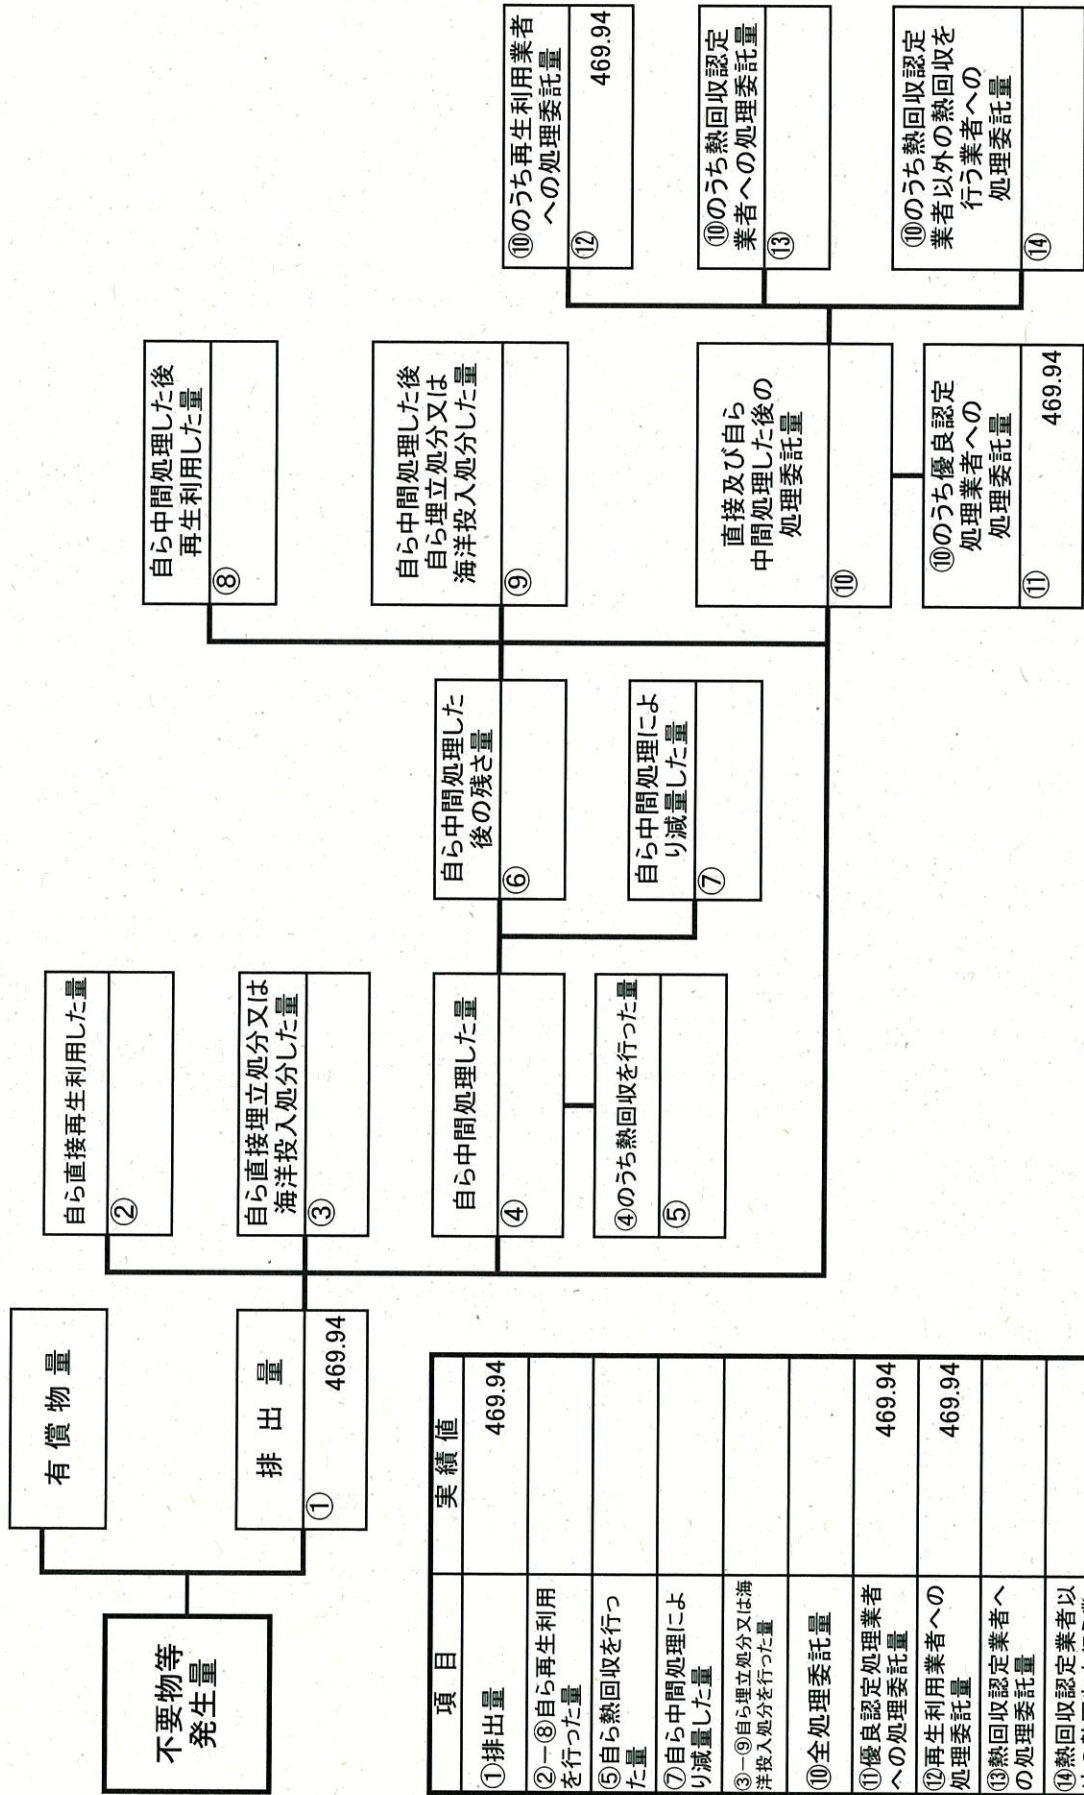 不要物等
発生量
有償物量
排出量
① 469.94
自ら直接再生利用した量
②
自ら直接埋立処分又は
海洋投入処分した量
③
自ら中間処理した量
④
④のうち熱回収を行った量
⑤
自ら中間処理した
後の残さ量
⑥
自ら中間処理によ
り減量した量
⑦
自ら中間処理した後
再生利用した量
⑧
自ら中間処理した後
自ら埋立処分又は
海洋投入処分した量
⑨
直接及び自ら
中間処理した後の
処理委託量
⑩
⑩のうち優良認定
処理業者への
処理委託量
⑪ 469.94
⑩のうち再生利用業者
への処理委託量
⑫ 469.94
⑩のうち熱回収認定
業者への処理委託量
⑬
⑩のうち熱回収認定
業者以外の熱回収を
行う業者への
処理委託量
⑭
項目 実績値
①排出量 469.94
②ー⑧自ら再生利用
を行った量
⑤自ら熱回収を行っ
た量
⑦自ら中間処理によ
り減量した量
③ー⑨自ら埋立処分又は海
洋投入処分を行った量
⑩全処理委託量
⑪優良認定処理業者
への処理委託量 469.94
⑫再生利用業者への
処理委託量 469.94
⑬熱回収認定業者へ
の処理委託量
⑭熱回収認定業者以